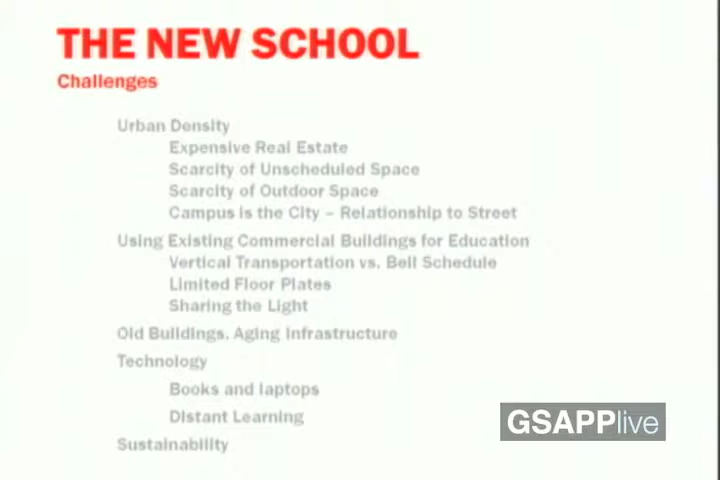 THE NEW SCHOOL
Challenges
Urban Density
Expensive Real Estate
Scarcity of Unscheduled Space
Scarcity of Outdoor Space
Campus is the City – Relationship to Street
Using Existing Commercial Buildings for Education
Vertical Transportation vs. Bell Schedule
Limited Floor Plates
Sharing the Light
Old Buildings. Aging Infrastructure
Technology
Books and laptops
Distant Learning
Sustainability
GSAPPlive